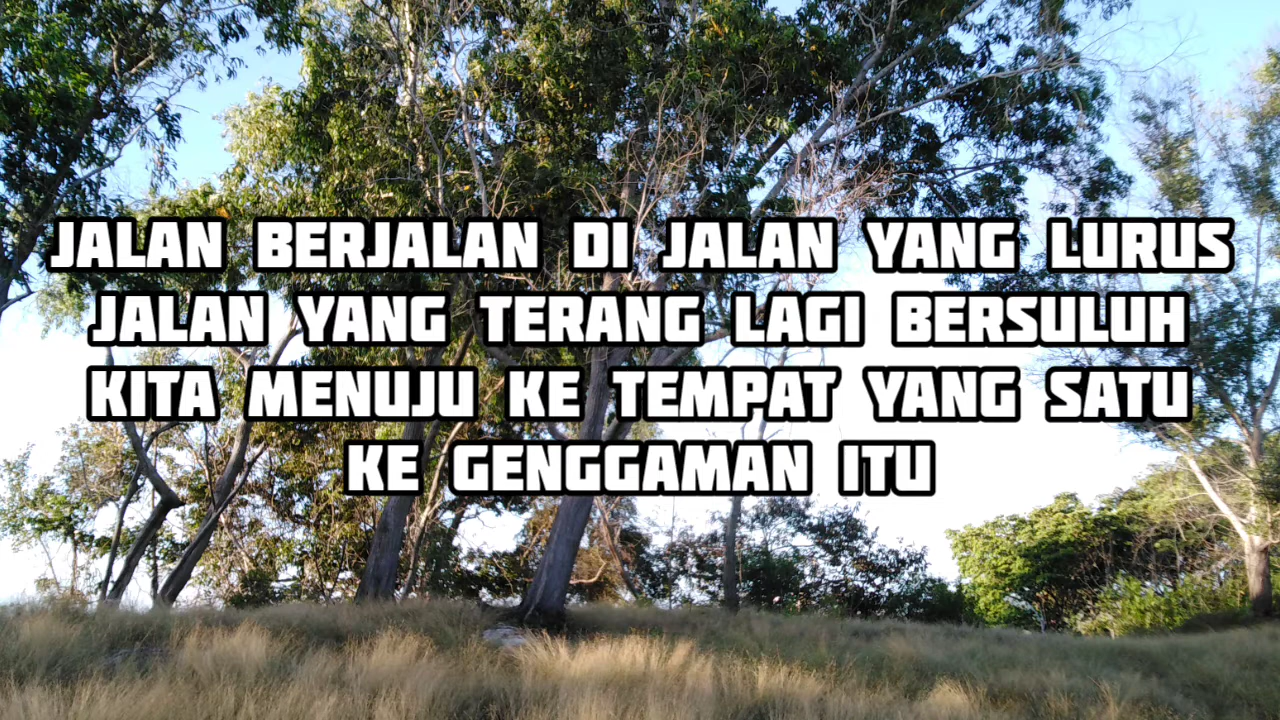 JALAN BERJALAN DI JALAN YANG LURUS
JALAN YANG TERANG LAGI BERSULUH
KITA MENUJU KE TEMPAT YANG SATU
KE GENGGAMAN ITU